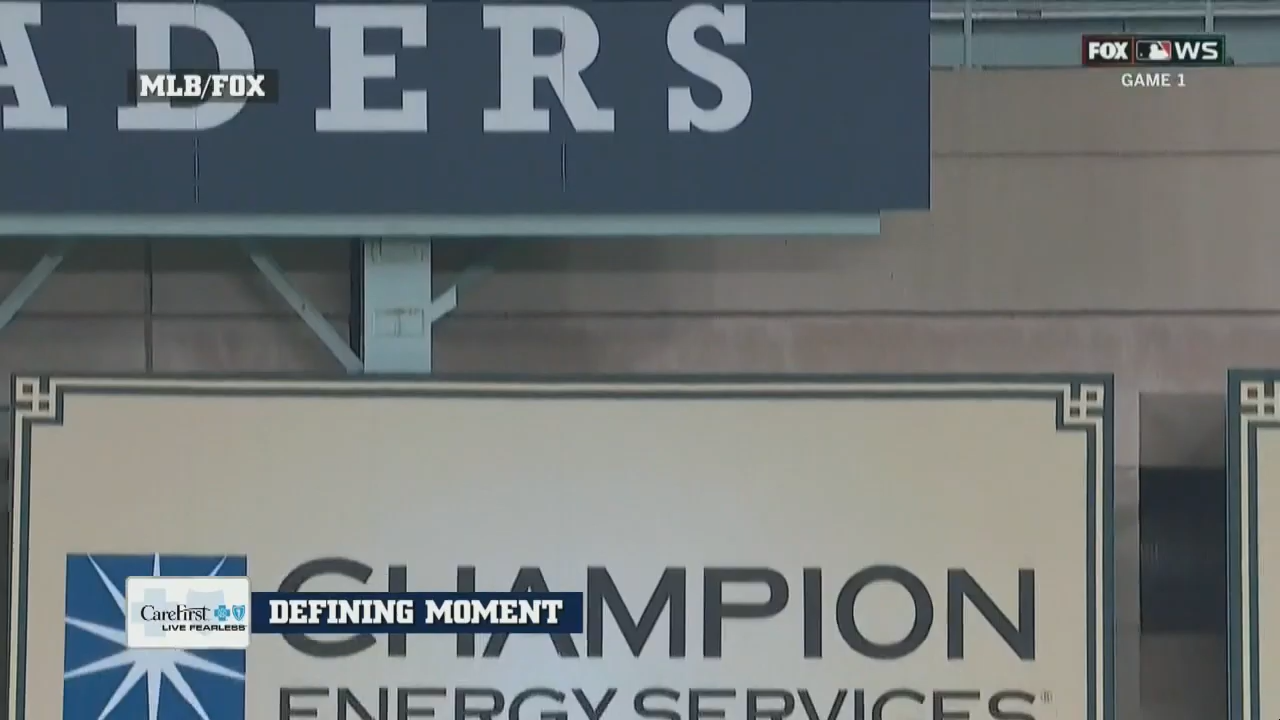 ADERS
MLB/FOX
FOX WS
GAME 1
CHAMPION
ENERGY SERVICES®
CareFirst
LIVE FEARLESS
DEFINING MOMENT